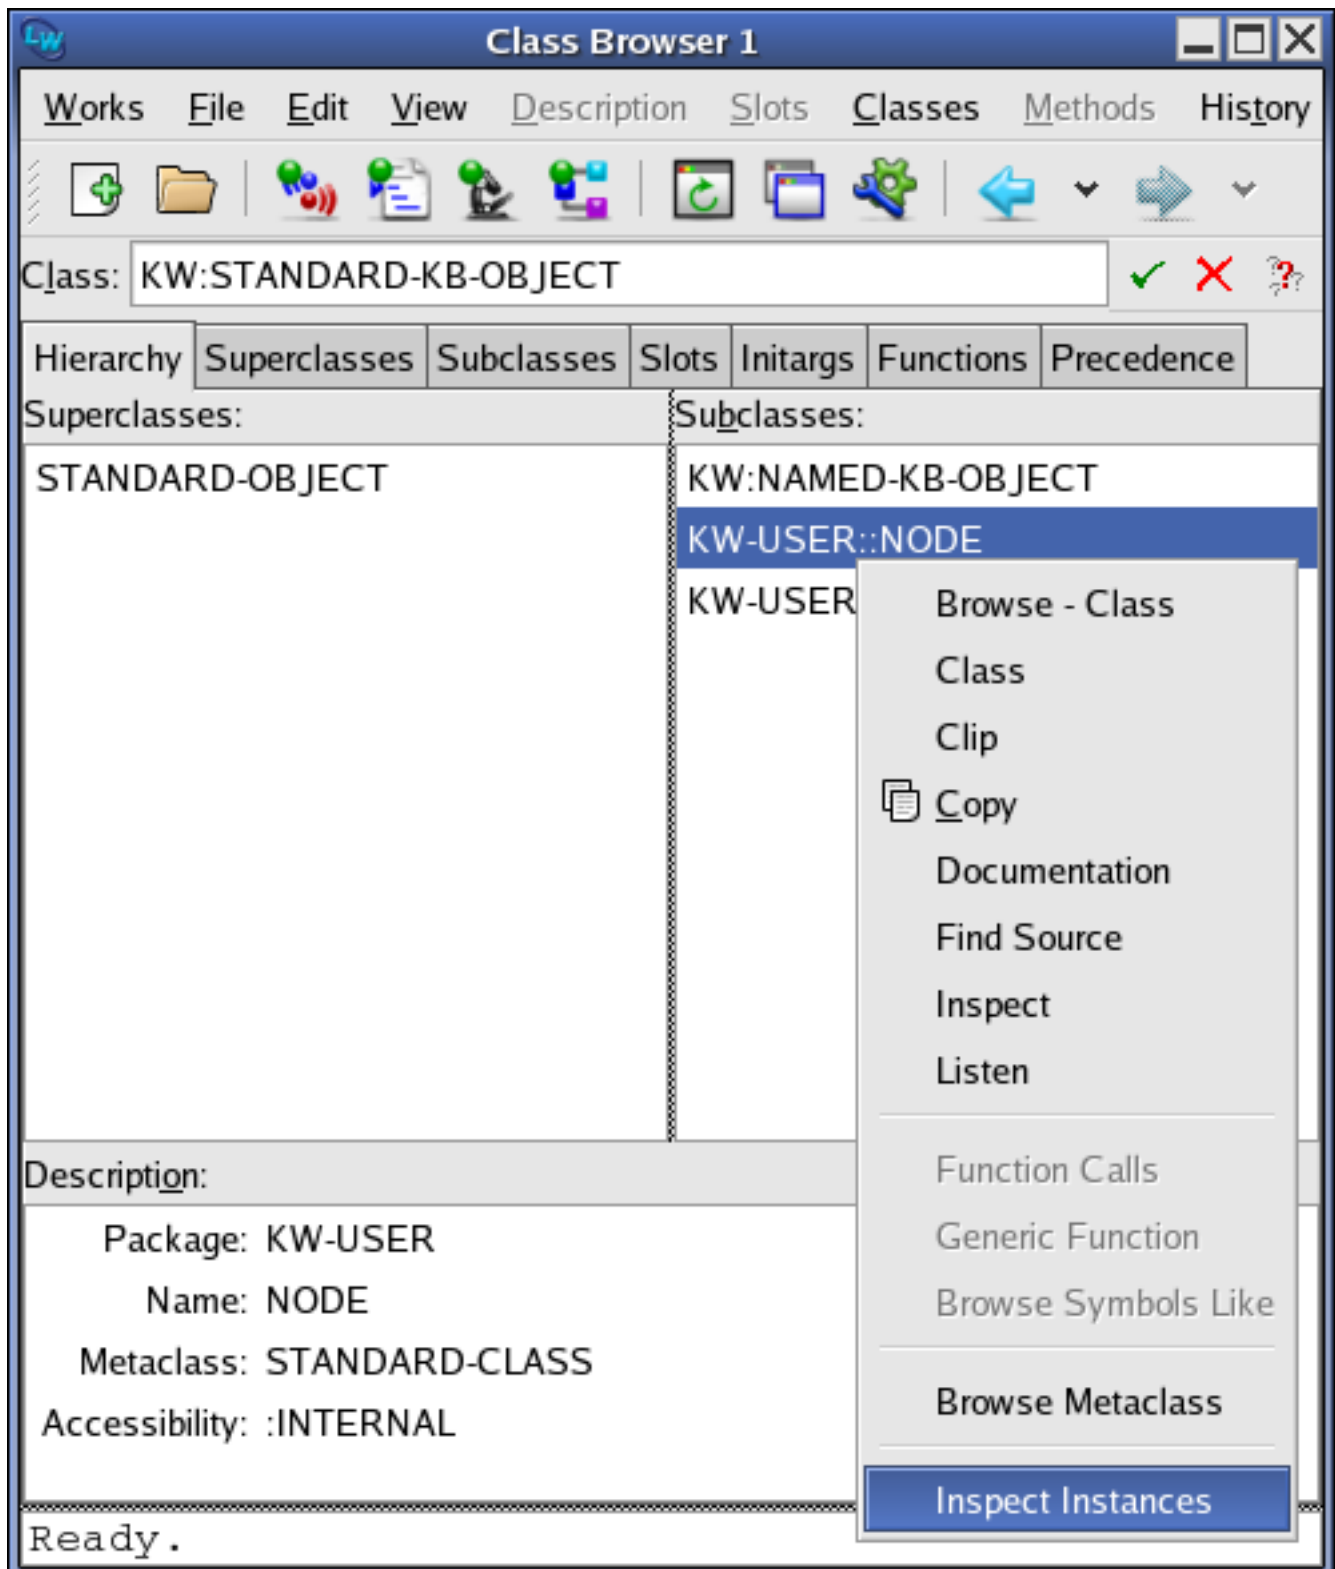 LW
Class Browser 1
Works File Edit View Description Slots Classes Methods History
Class: KW:STANDARD-KB-OBJECT
Hierarchy Superclasses Subclasses Slots Initargs Functions Precedence
Superclasses:
STANDARD-OBJECT
Subclasses:
KW:NAMED-KB-OBJECT
KW-USER::NODE
KW-USER
Browse - Class
Class
Clip
Copy
Documentation
Find Source
Inspect
Listen
Function Calls
Generic Function
Browse Symbols Like
Browse Metaclass
Inspect Instances
Description:
Package: KW-USER
Name: NODE
Metaclass: STANDARD-CLASS
Accessibility: :INTERNAL
Ready.